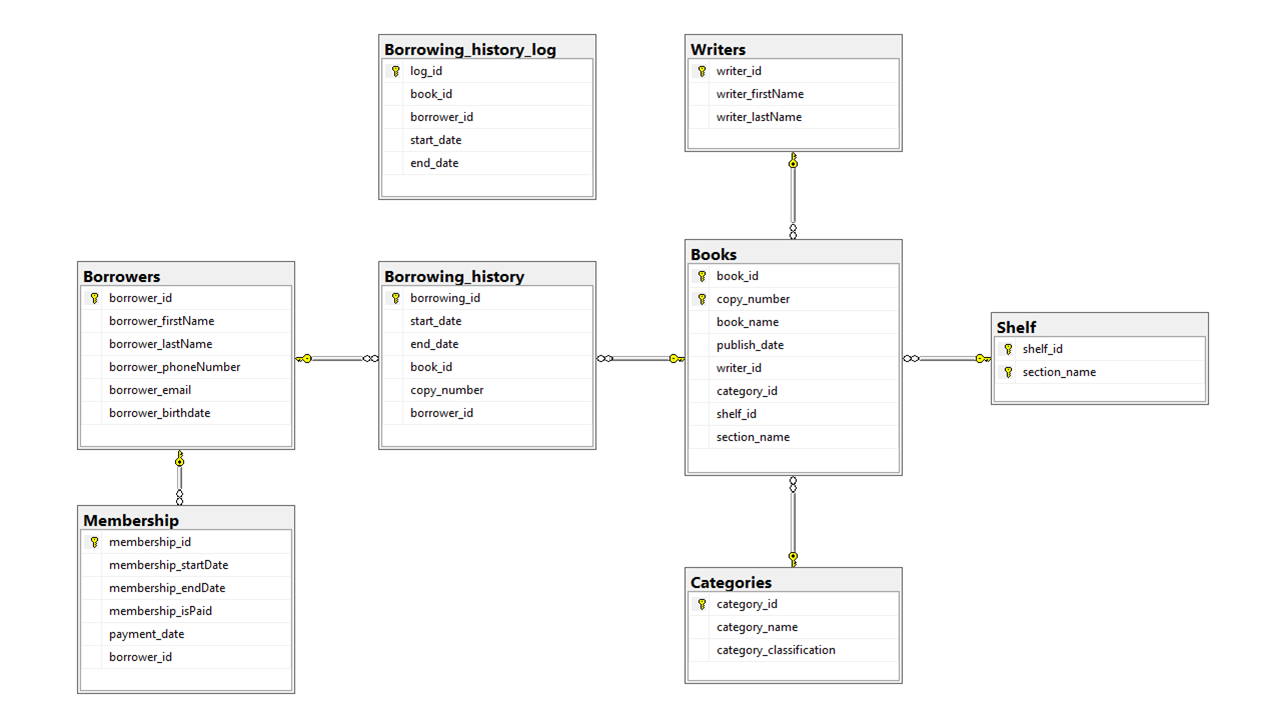 Borrowing_history_log
log_id
book_id
borrower_id
start_date
end_date
Writers
writer_id
writer_firstName
writer_lastName
Borrowers
borrower_id
borrower_firstName
borrower_lastName
borrower_phoneNumber
borrower_email
borrower_birthdate
Borrowing_history
borrowing_id
start_date
end_date
book_id
copy_number
borrower_id
Books
book_id
copy_number
book_name
publish_date
writer_id
category_id
shelf_id
section_name
Shelf
shelf_id
section_name
Membership
membership_id
membership_startDate
membership_endDate
membership_isPaid
payment_date
borrower_id
Categories
category_id
category_name
category_classification